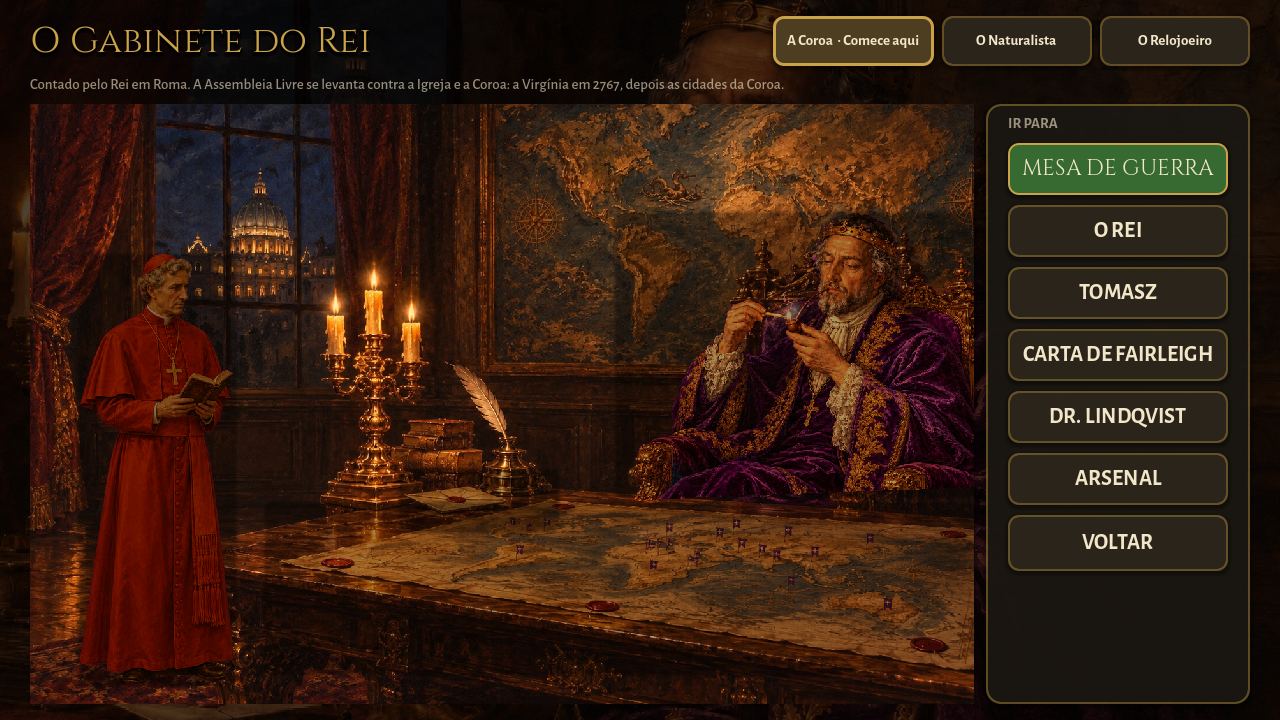 O Gabinete do Rei
A Coroa · Comece aqui
O Naturalista
O Relojoeiro
Contado pelo Rei em Roma. A Assembleia Livre se levanta contra a Igreja e a Coroa: a Virgínia em 2767, depois as cidades da Coroa.
IR PARA
MESA DE GUERRA
O REI
TOMASZ
CARTA DE FAIRLEIGH
DR. LINDQVIST
ARSENAL
VOLTAR